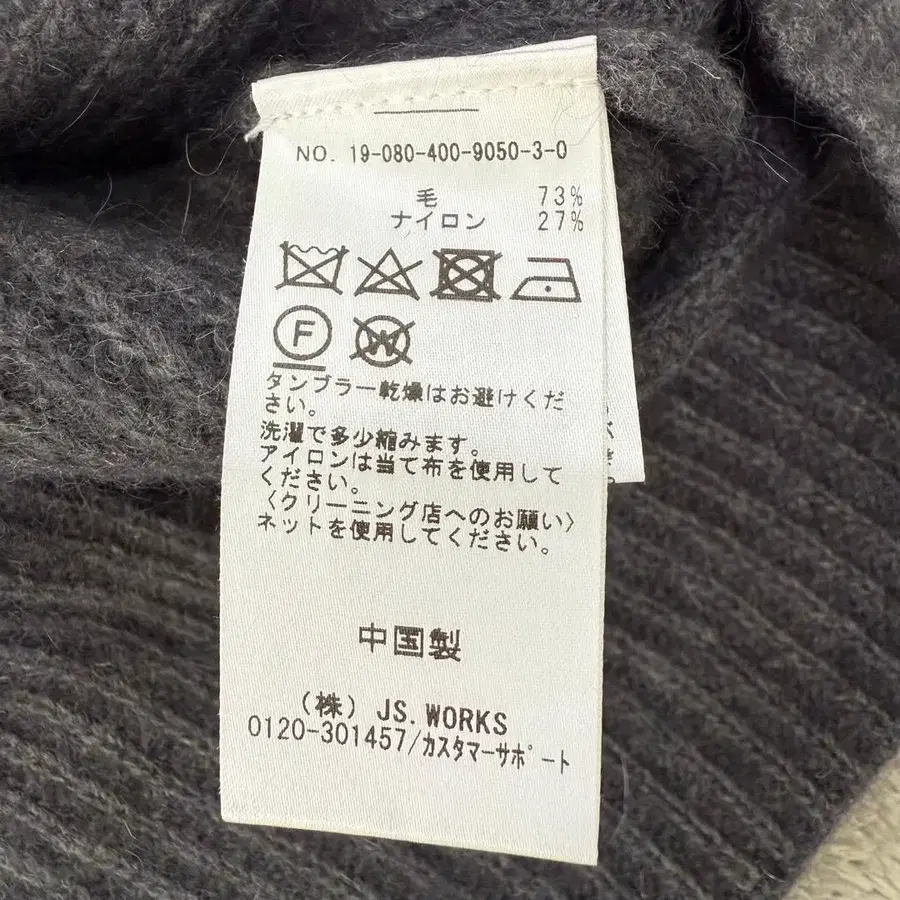 NO. 19-080-400-9050-3-0
毛 73%
ナイロン 27%
F
W
タンブラー乾燥はお避けくだ
さい。
洗濯で多少縮みます。
アイロンは当て布を使用して
ください。
〈クリーニング店へのお願い〉
ネットを使用してください。
中国製
(株) JS.WORKS
0120-301457/カスタマーサポート